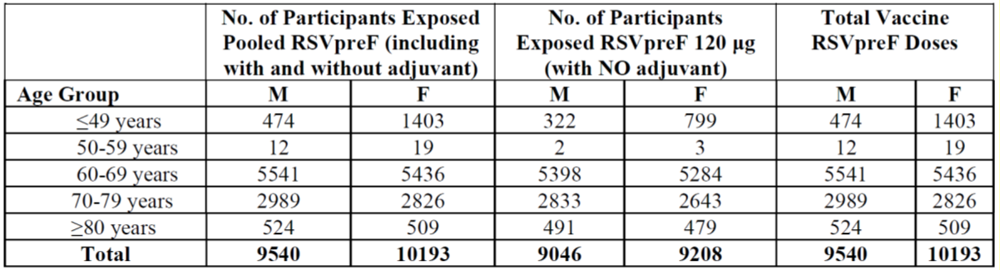 No. of Participants Exposed Pooled RSVpreF (including with and without adjuvant) No. of Participants Exposed RSVpreF 120 µg (with NO adjuvant) Total Vaccine RSVpreF Doses
Age Group M F M F M F
≤49 years 474 1403 322 799 474 1403
50-59 years 12 19 2 3 12 19
60-69 years 5541 5436 5398 5284 5541 5436
70-79 years 2989 2826 2833 2643 2989 2826
≥80 years 524 509 491 479 524 509
Total 9540 10193 9046 9208 9540 10193